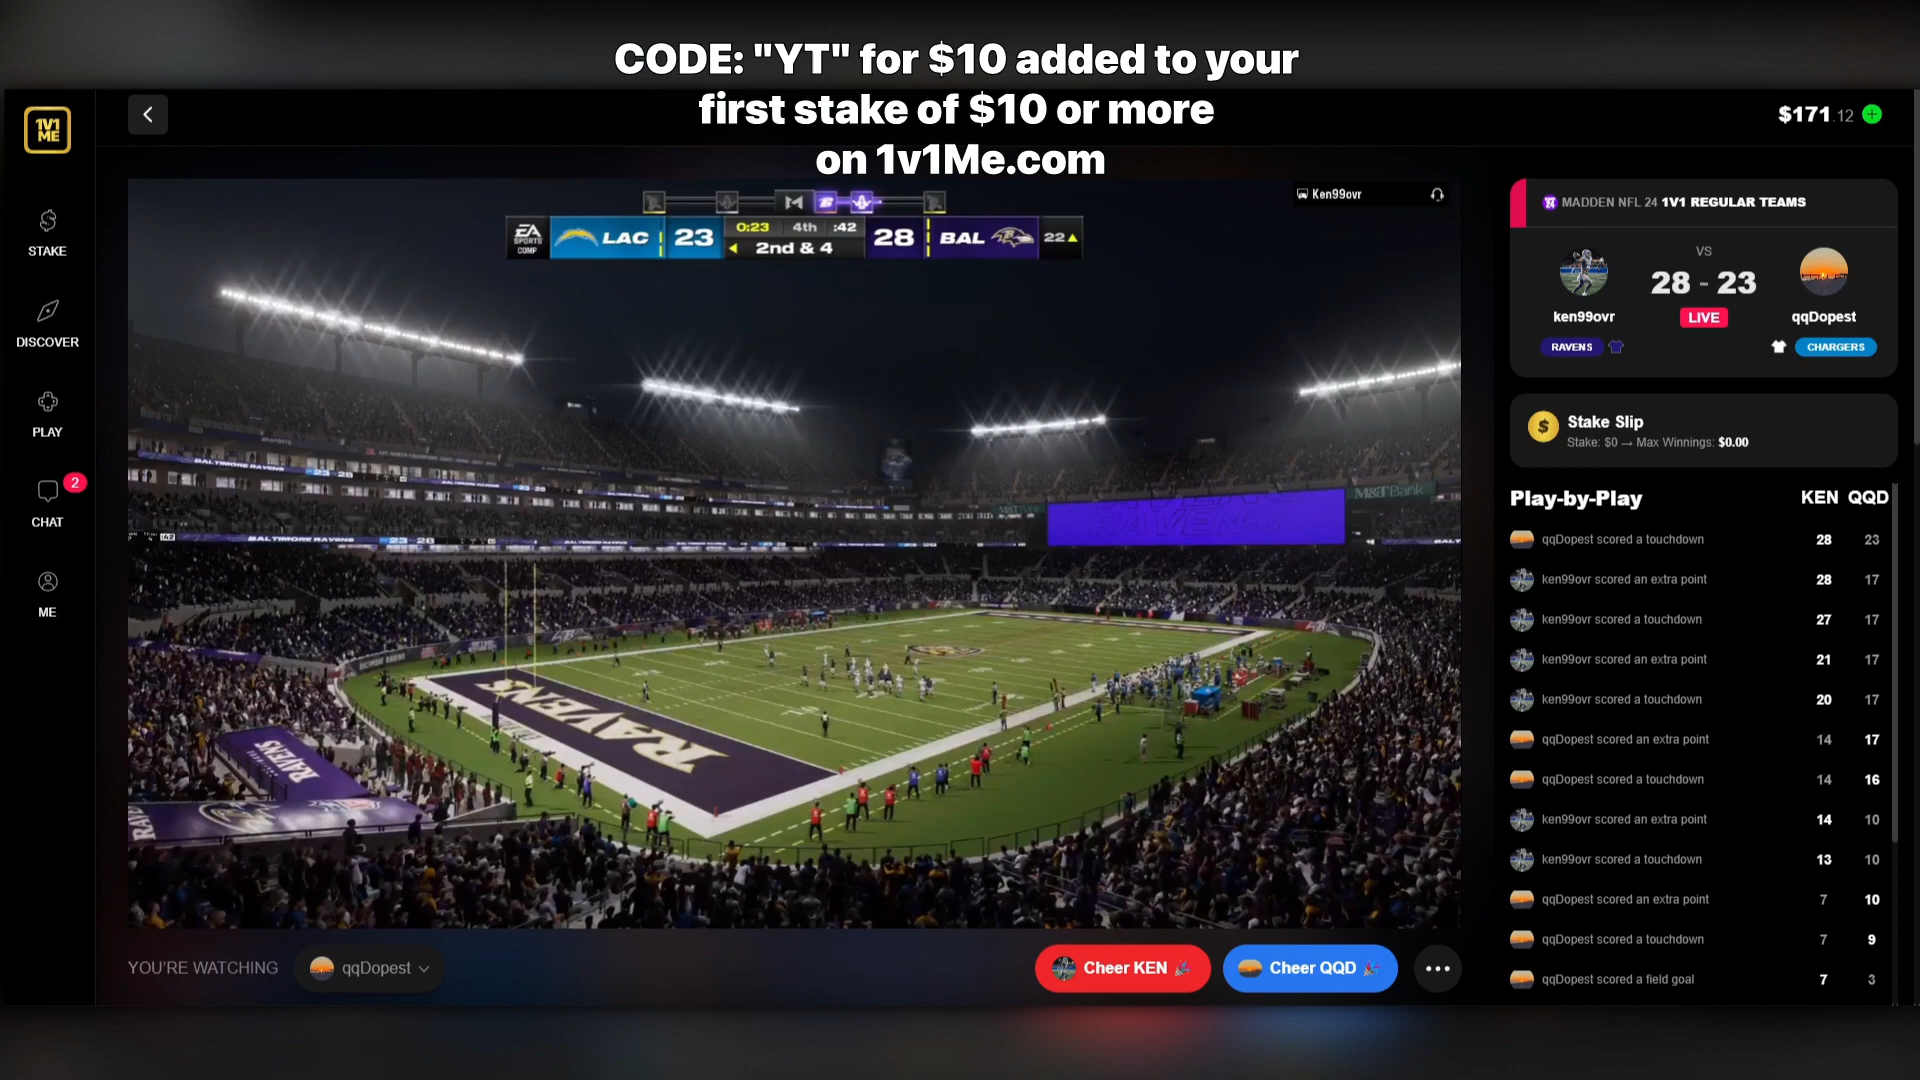 CODE: "YT" for $10 added to your
first stake of $10 or more
on 1v1Me.com
1V1
ME
$171.12
STAKE
DISCOVER
PLAY
2
CHAT
ME
Ken99ovr
EA
SPORTS
COMP
LAC
23
0:23 4th :42
2nd & 4
28
BAL
22
M&T Bank
BALTIMORE RAVENS
RAVENS
RAVENS
MADDEN NFL 24 1V1 REGULAR TEAMS
VS
28 - 23
LIVE
ken99ovr
qqDopest
RAVENS
CHARGERS
Stake Slip
Stake: $0 → Max Winnings: $0.00
Play-by-Play KEN QQD
qqDopest scored a touchdown 28 23
ken99ovr scored an extra point 28 17
ken99ovr scored a touchdown 27 17
ken99ovr scored an extra point 21 17
ken99ovr scored a touchdown 20 17
qqDopest scored an extra point 14 17
qqDopest scored a touchdown 14 16
ken99ovr scored an extra point 14 10
ken99ovr scored a touchdown 13 10
qqDopest scored an extra point 7 10
qqDopest scored a touchdown 7 9
qqDopest scored a field goal 7 3
YOU'RE WATCHING
qqDopest
Cheer KEN
Cheer QQD